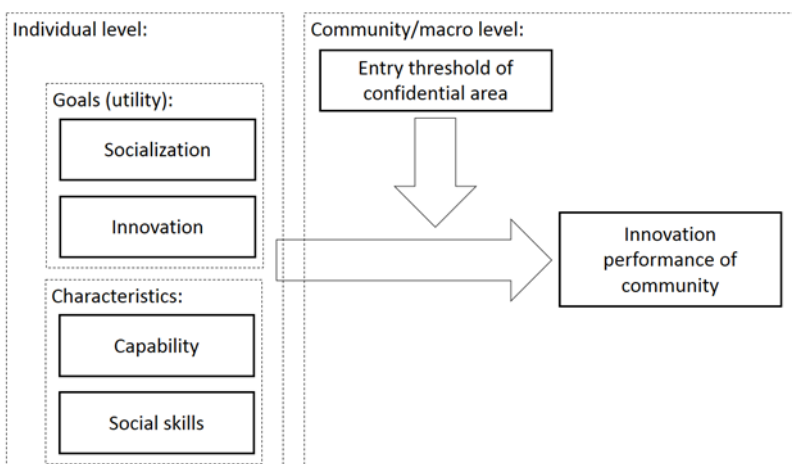 Individual level:
Goals (utility):
Socialization
Innovation
Characteristics:
Capability
Social skills
Community/macro level:
Entry threshold of
confidential area
Innovation
performance of
community